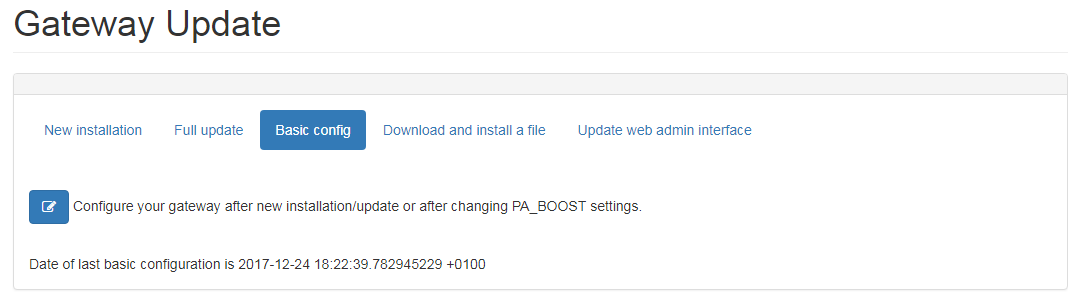 Gateway Update
New installation Full update Basic config Download and install a file Update web admin interface
Configure your gateway after new installation/update or after changing PA_BOOST settings.
Date of last basic configuration is 2017-12-24 18:22:39.782945229 +0100